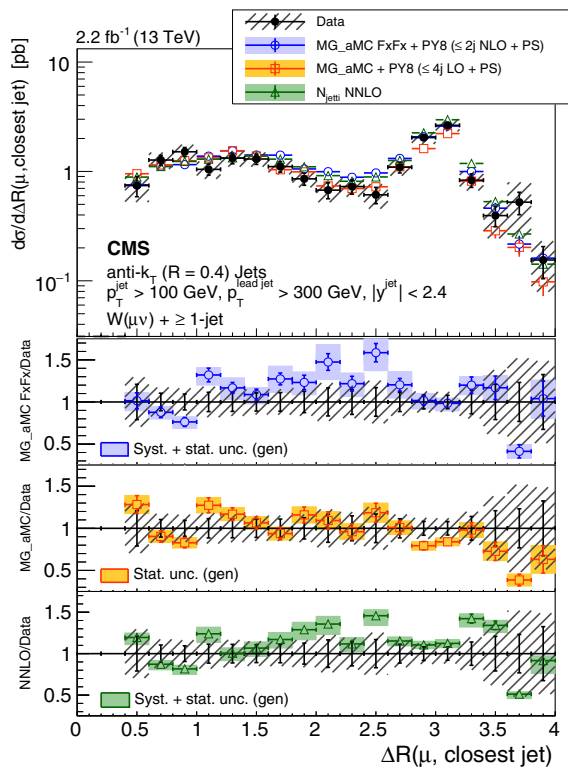 2.2 fb⁻¹ (13 TeV)
Data
MG_aMC FxFx + PY8 (≤ 2j NLO + PS)
MG_aMC + PY8 (≤ 4j LO + PS)
N_jetti NNLO
dσ/dΔR(μ, closest jet) [pb]
10
1
10⁻¹
CMS
anti-k_T (R = 0.4) Jets
p_T^jet > 100 GeV, p_T^lead jet > 300 GeV, |y^jet| < 2.4
W(μν) + ≥ 1-jet
MG_aMC FxFx/Data
1.5
1
0.5
Syst. + stat. unc. (gen)
MG_aMC/Data
1.5
1
0.5
Stat. unc. (gen)
NNLO/Data
1.5
1
0.5
Syst. + stat. unc. (gen)
0 0.5 1 1.5 2 2.5 3 3.5 4
ΔR(μ, closest jet)